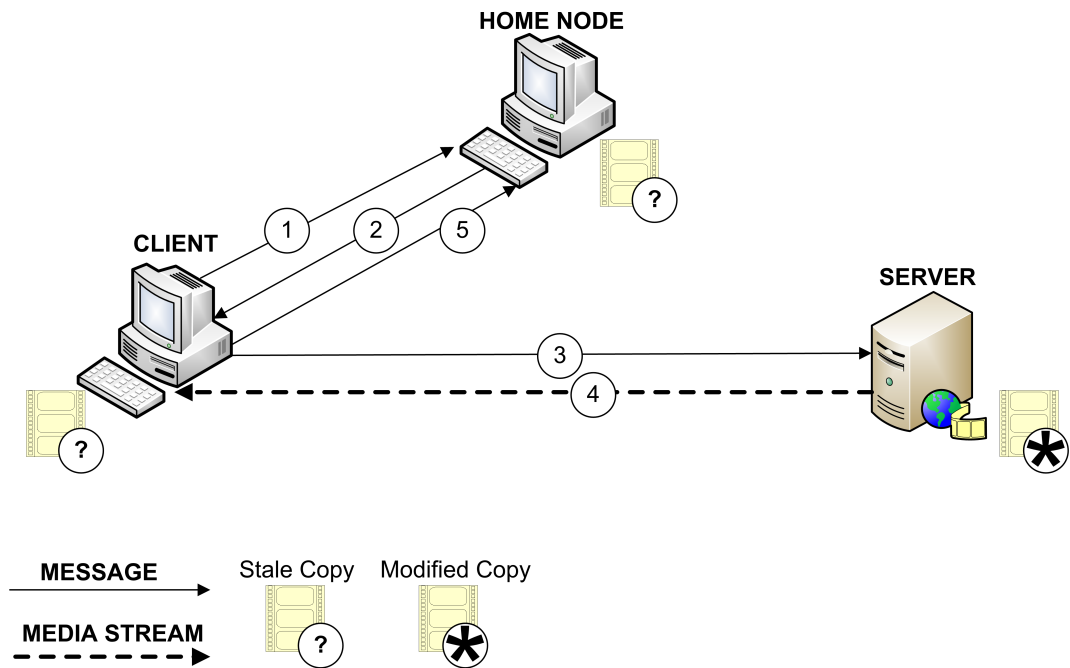 HOME NODE
?
1
2
5
CLIENT
SERVER
3
4
?
*
MESSAGE
Stale Copy
Modified Copy
MEDIA STREAM
?
*